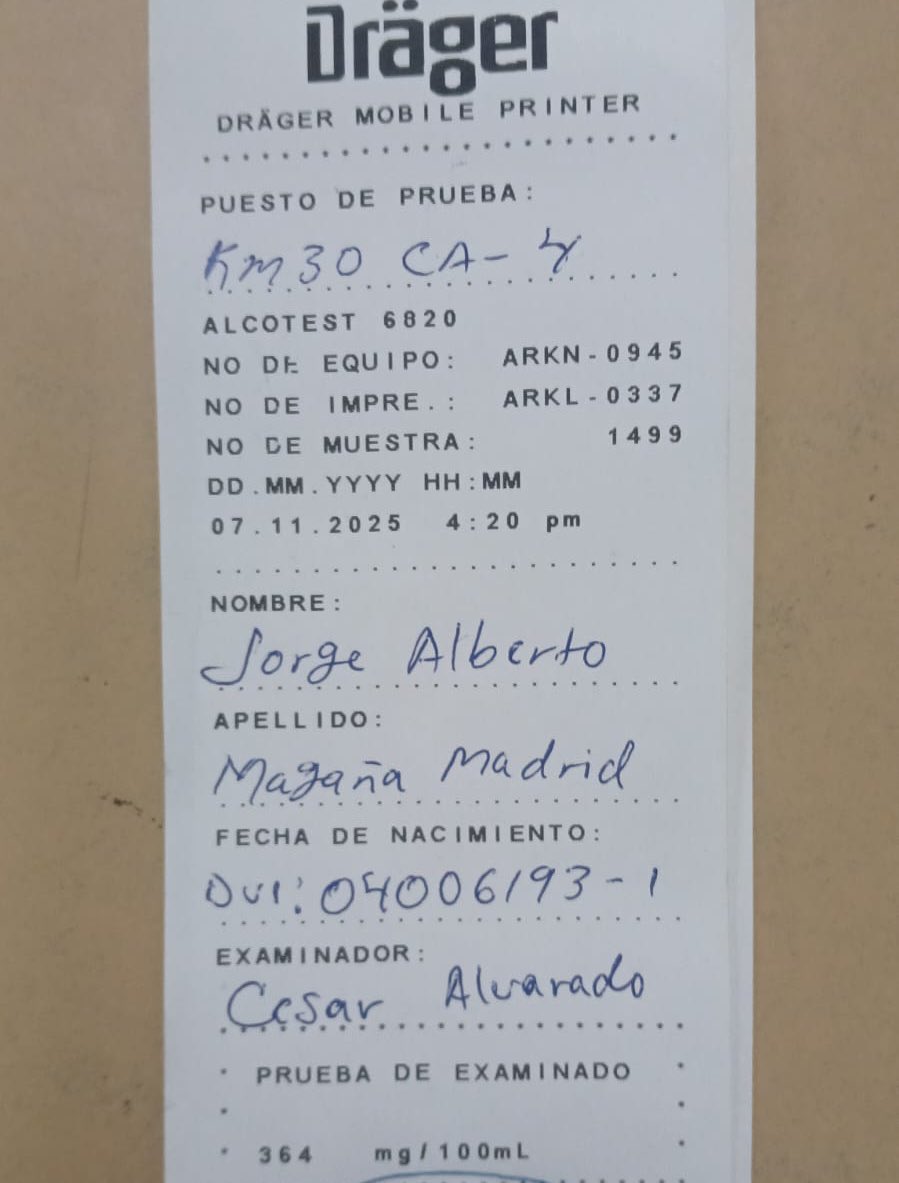 Dräger
DRÄGER MOBILE PRINTER
PUESTO DE PRUEBA:
KM30 CA-4
ALCOTEST 6820
NO DE EQUIPO: ARKN-0945
NO DE IMPRE.: ARKL-0337
NO DE MUESTRA: 1499
DD.MM.YYYY HH:MM
07.11.2025 4:20 pm
NOMBRE:
Jorge Alberto
APELLIDO:
Magaña Madrid
FECHA DE NACIMIENTO:
DUI: 04006193-1
EXAMINADOR:
Cesar Alvarado
PRUEBA DE EXAMINADO
364 mg/100mL